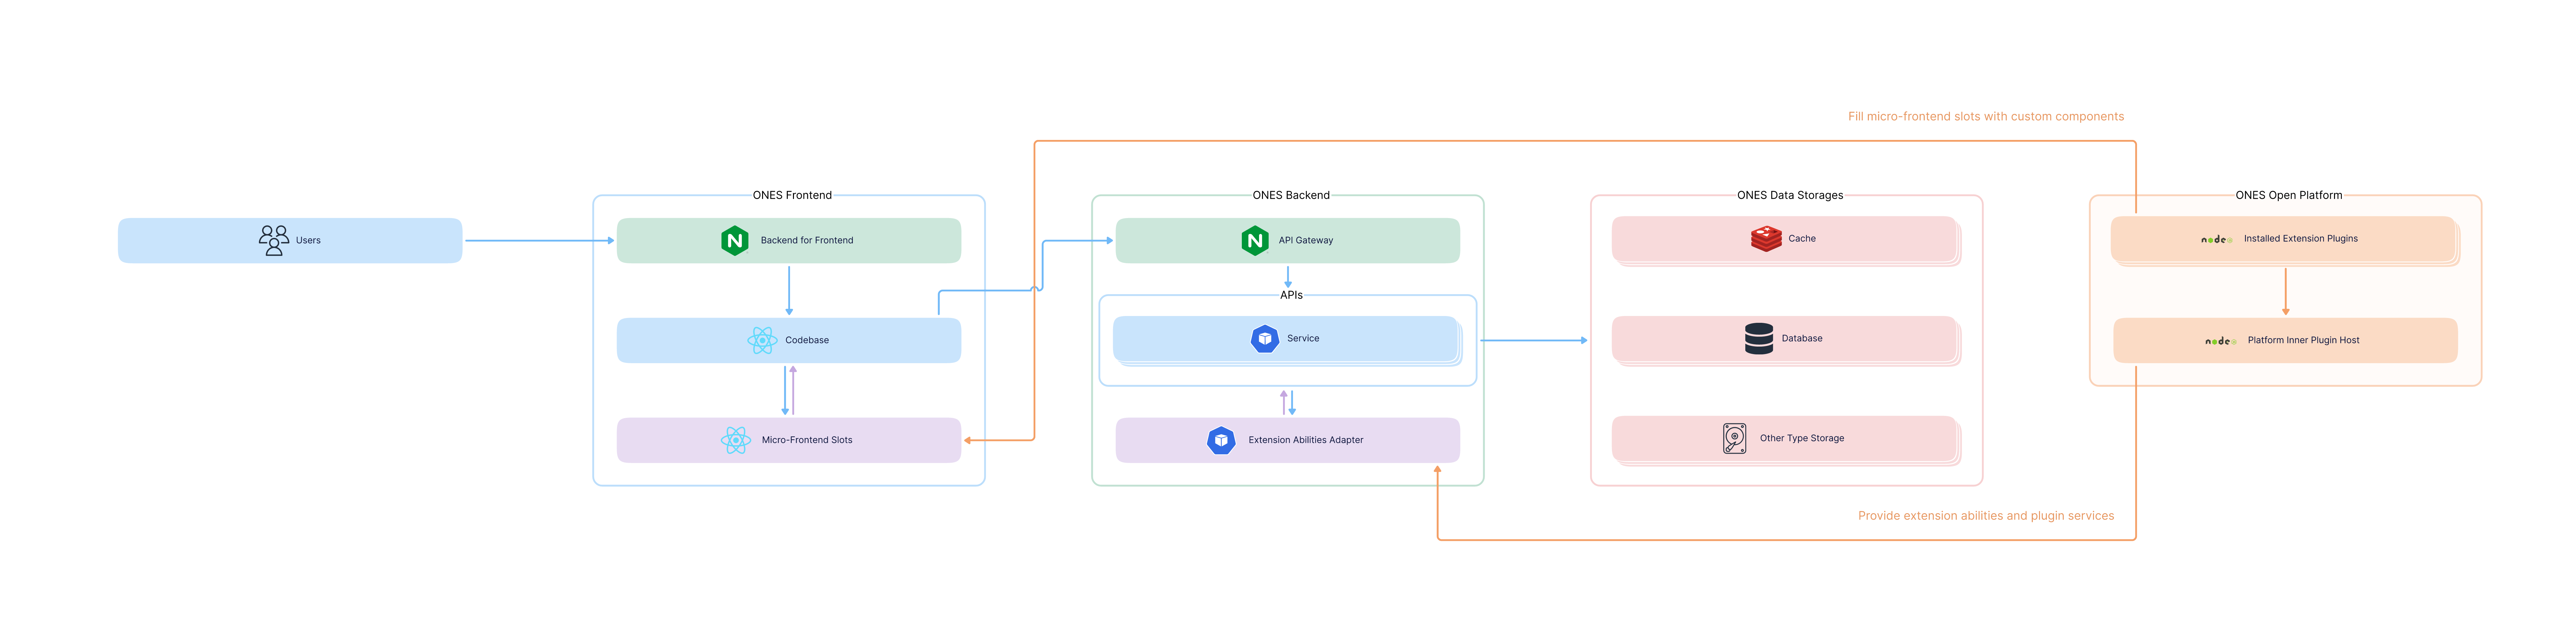 Fill micro-frontend slots with custom components
Users
ONES Frontend
Backend for Frontend
Codebase
Micro-Frontend Slots
ONES Backend
API Gateway
APIs
Service
Extension Abilities Adapter
ONES Data Storages
Cache
Database
Other Type Storage
ONES Open Platform
node Installed Extension Plugins
node Platform Inner Plugin Host
Provide extension abilities and plugin services